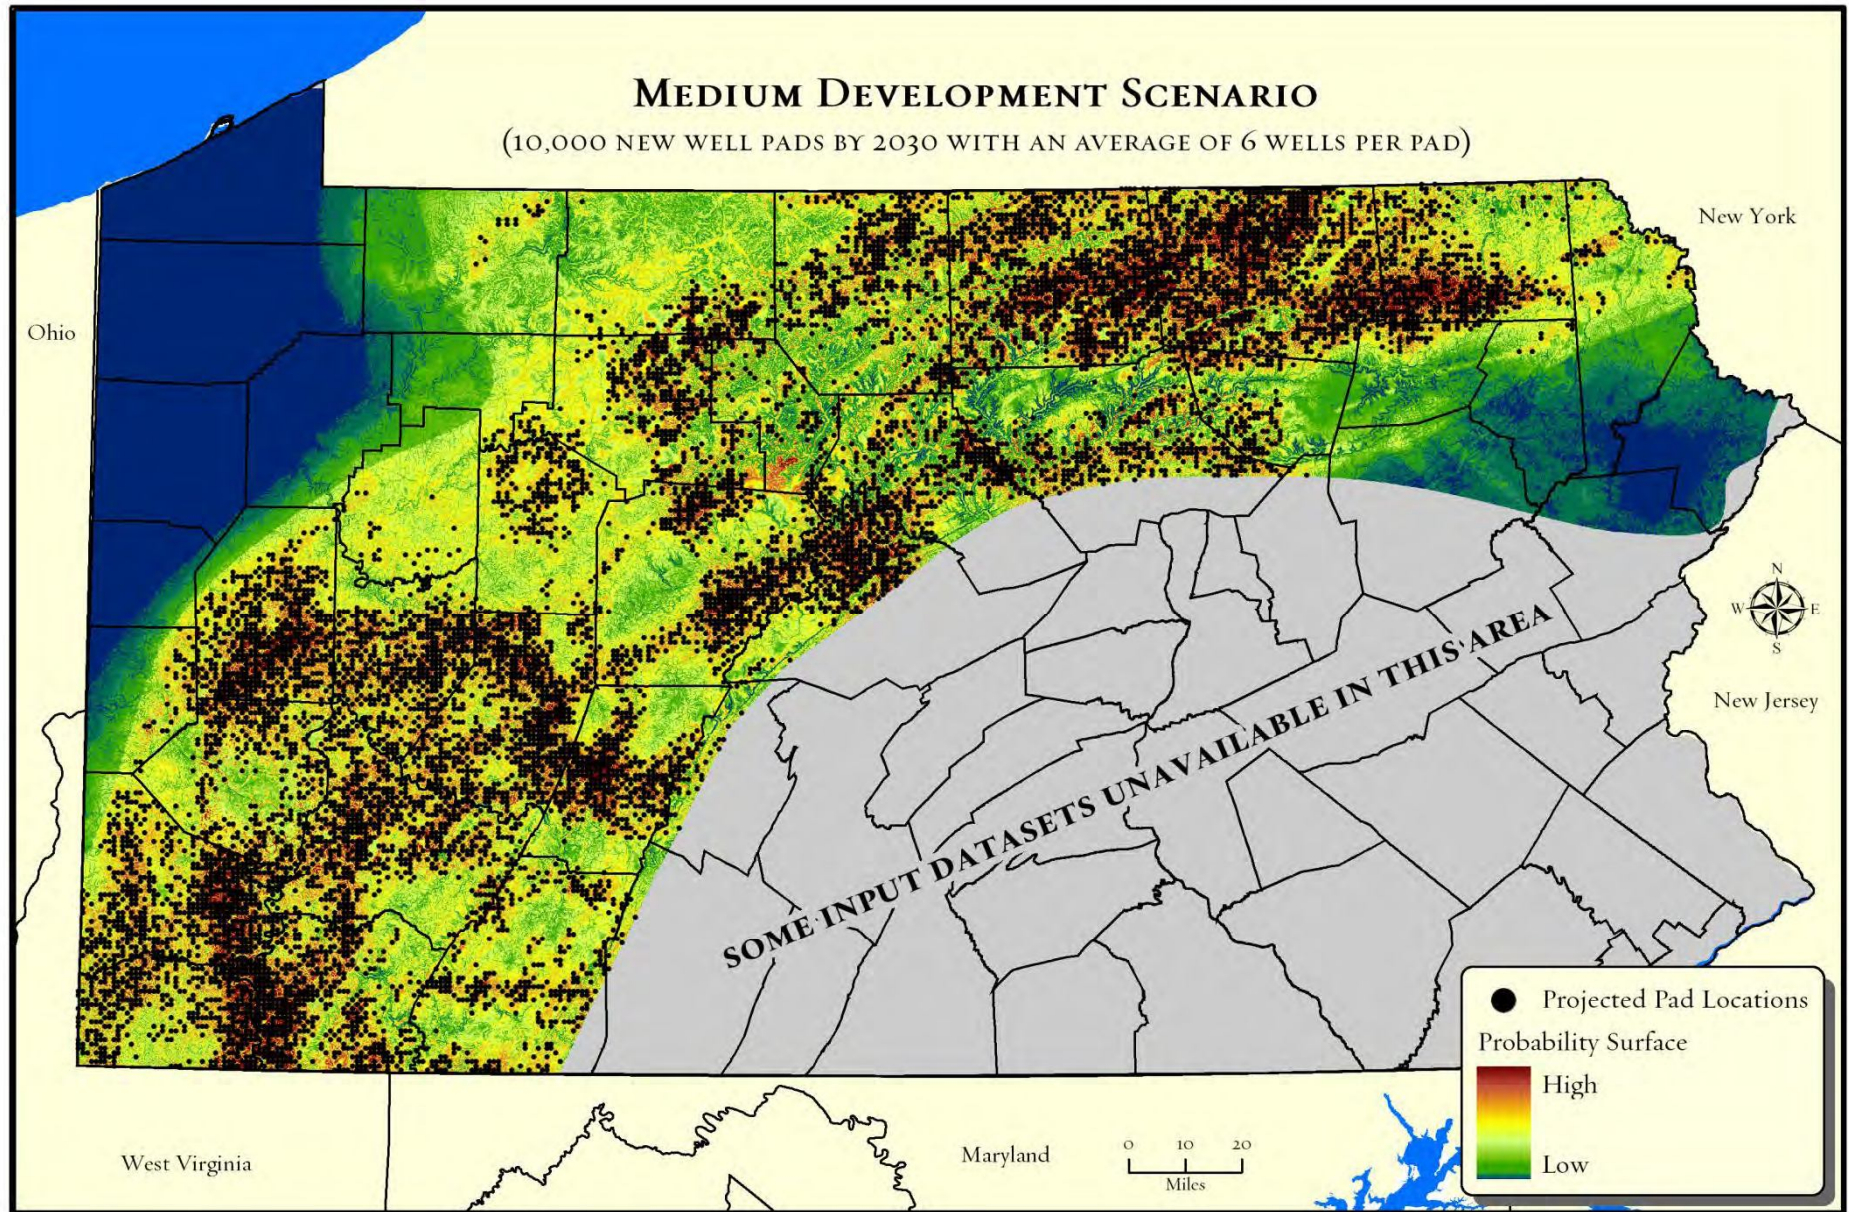 MEDIUM DEVELOPMENT SCENARIO
(10,000 NEW WELL PADS BY 2030 WITH AN AVERAGE OF 6 WELLS PER PAD)
New York
Ohio
N
W E
S
SOME INPUT DATASETS UNAVAILABLE IN THIS AREA
New Jersey
Projected Pad Locations
Probability Surface
High
Low
West Virginia
Maryland
0 10 20
Miles